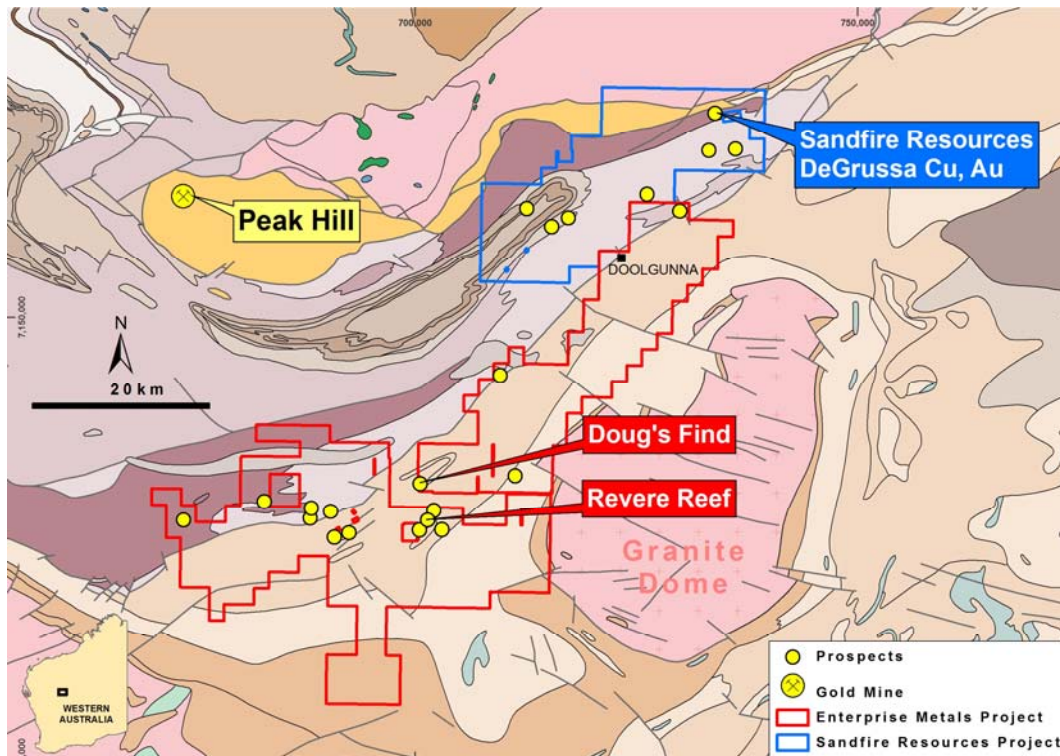 700,000
750,000
Sandfire Resources
DeGrussa Cu, Au
Peak Hill
DOOLGUNNA
7,150,000
N
20 km
Doug's Find
Revere Reef
Granite
Dome
WESTERN
AUSTRALIA
Prospects
Gold Mine
Enterprise Metals Project
Sandfire Resources Project